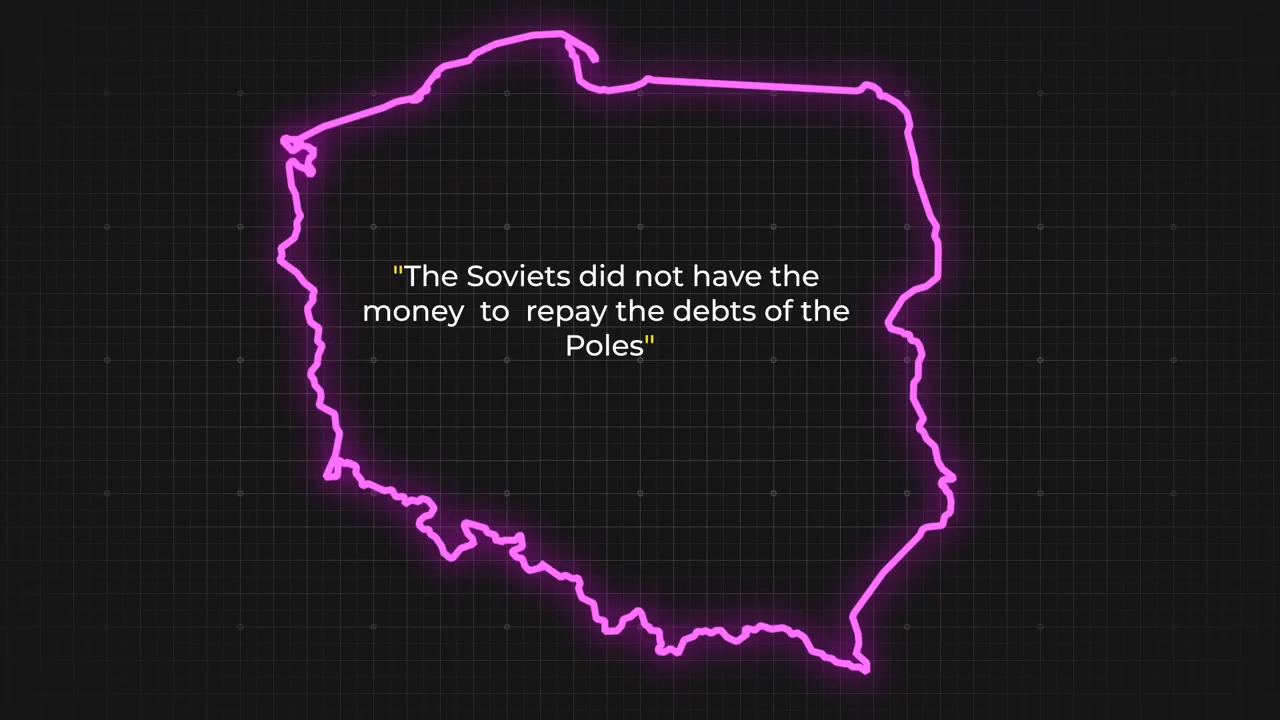 "The Soviets did not have the
money  to  repay the debts of the
Poles"